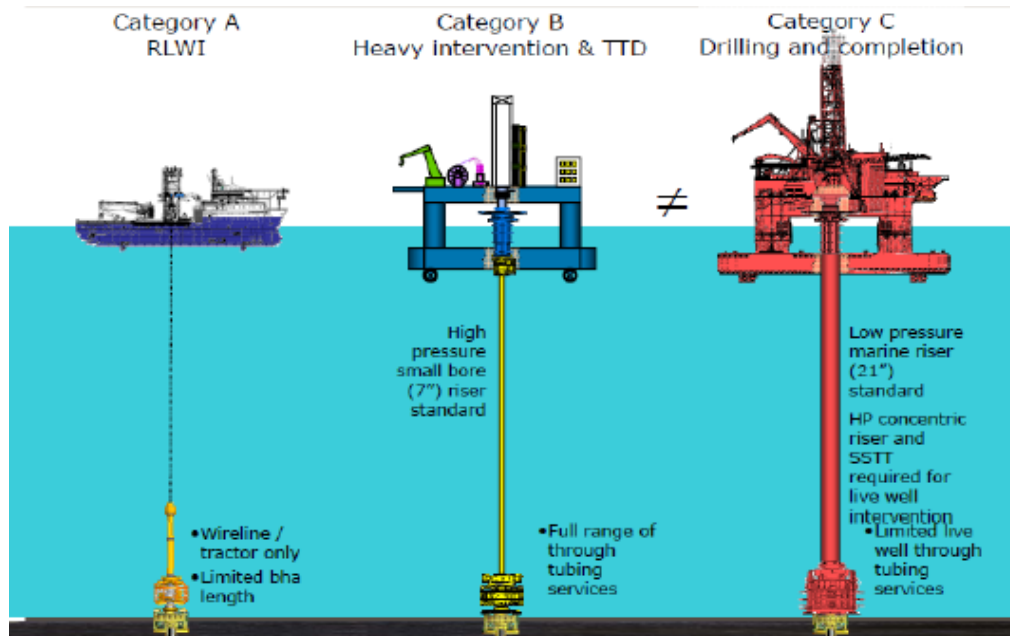 Category A
RLWI
Category B
Heavy intervention & TTD
Category C
Drilling and completion
≠
High
pressure
small bore
(7") riser
standard
Low pressure
marine riser
(21")
standard
HP concentric
riser and
SSTT
required for
live well
intervention
•Wireline /
tractor only
•Limited bha
length
•Full range of
through
tubing
services
•Limited live
well through
tubing
services